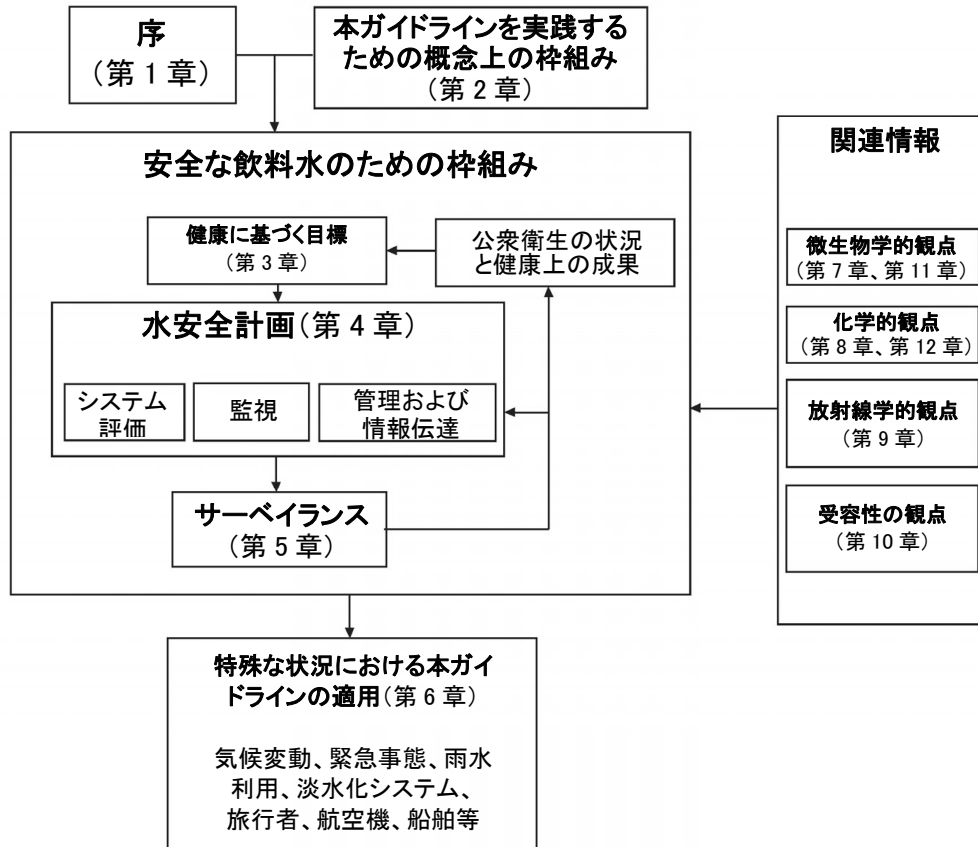 序
(第 1 章)
本ガイドラインを実践する
ための概念上の枠組み
(第 2 章)
安全な飲料水のための枠組み
健康に基づく目標
(第 3 章)
公衆衛生の状況
と健康上の成果
水安全計画(第 4 章)
システム
評価
監視
管理および
情報伝達
サーベイランス
(第 5 章)
関連情報
微生物学的観点
(第 7 章、第 11 章)
化学的観点
(第 8 章、第 12 章)
放射線学的観点
(第 9 章)
受容性の観点
(第 10 章)
特殊な状況における本ガイ
ドラインの適用(第 6 章)
気候変動、緊急事態、雨水
利用、淡水化システム、
旅行者、航空機、船舶等